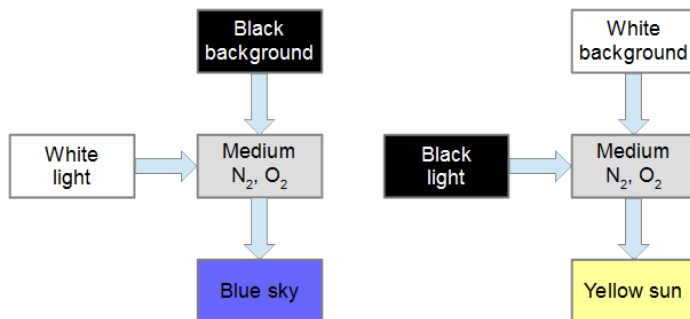 Black
background
White
light
Medium
N₂, O₂
Blue sky
White
background
Black
light
Medium
N₂, O₂
Yellow sun